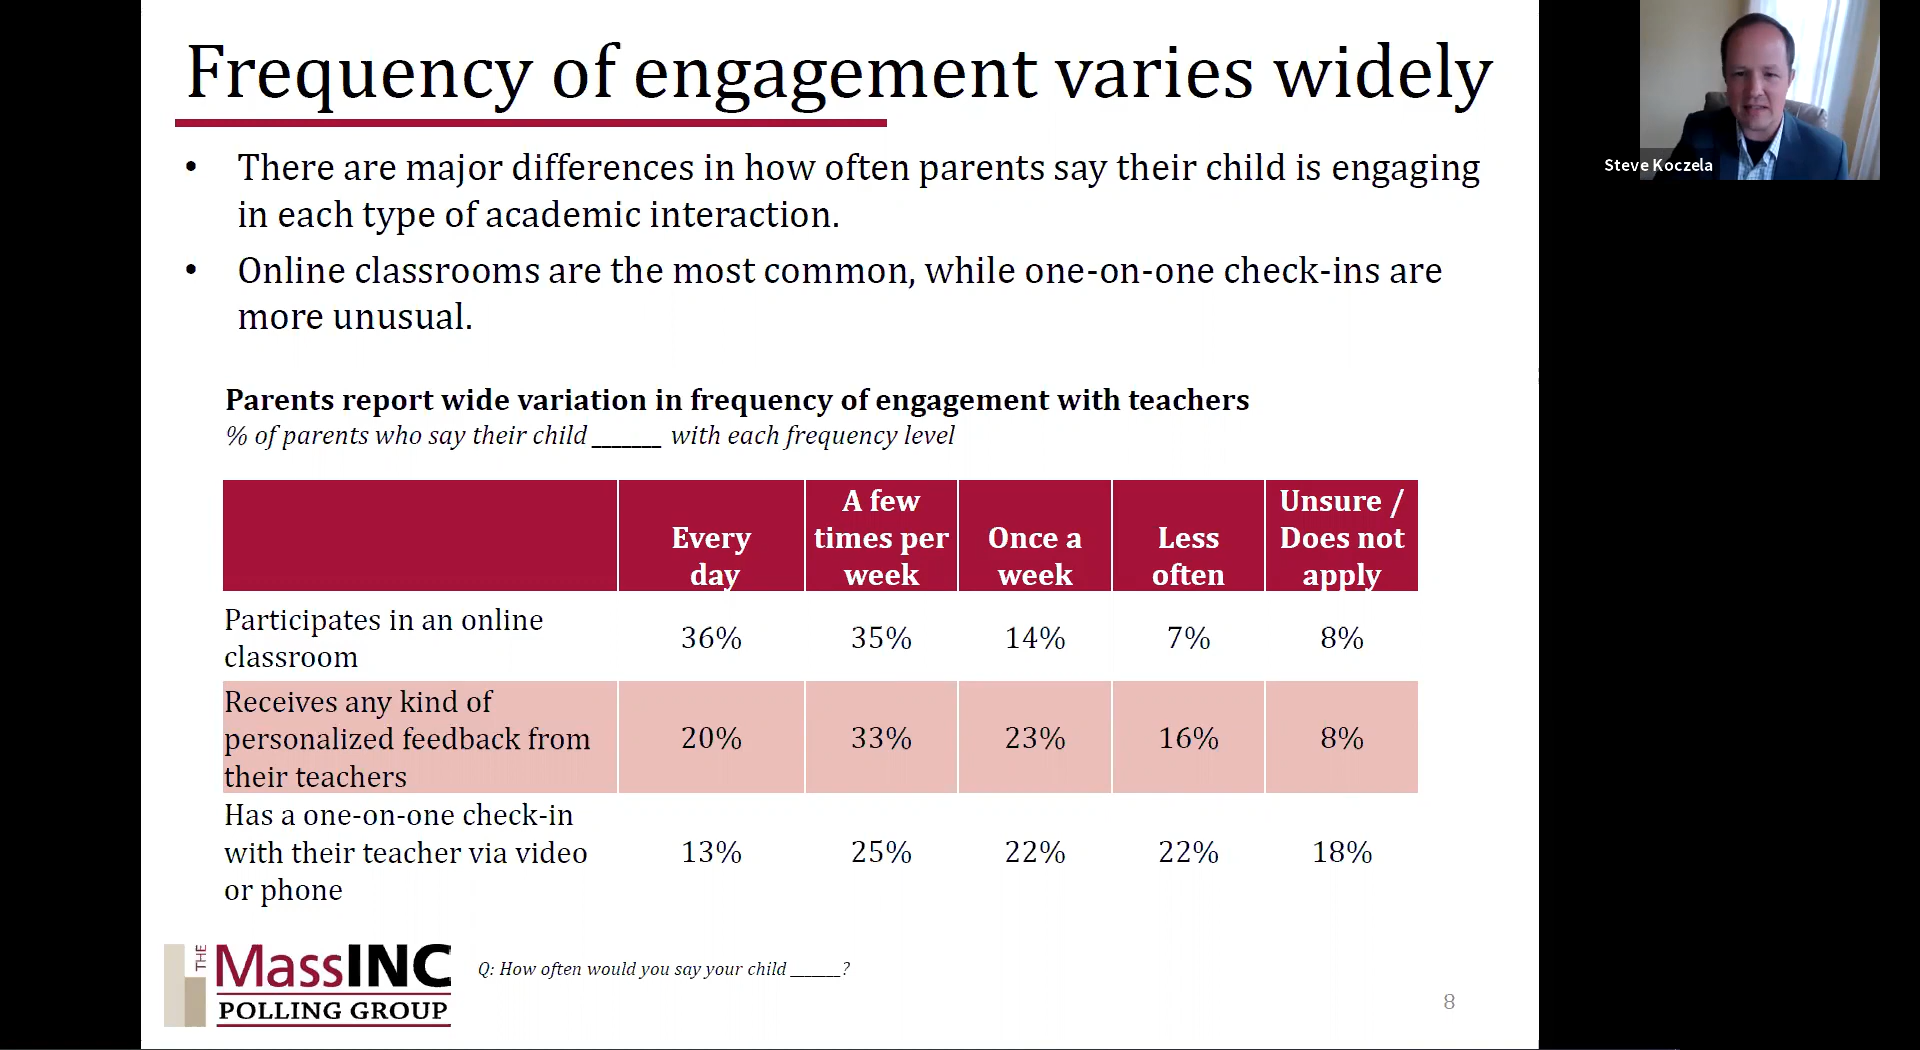 Frequency of engagement varies widely
• There are major differences in how often parents say their child is engaging
in each type of academic interaction.
• Online classrooms are the most common, while one-on-one check-ins are
more unusual.
Parents report wide variation in frequency of engagement with teachers
% of parents who say their child ______ with each frequency level
Every
day
A few
times per
week
Once a
week
Less
often
Unsure /
Does not
apply
Participates in an online
classroom
36% 35% 14% 7% 8%
Receives any kind of
personalized feedback from
their teachers
20% 33% 23% 16% 8%
Has a one-on-one check-in
with their teacher via video
or phone
13% 25% 22% 22% 18%
THE
MassINC
POLLING GROUP
Q: How often would you say your child ______?
8
Steve Koczela